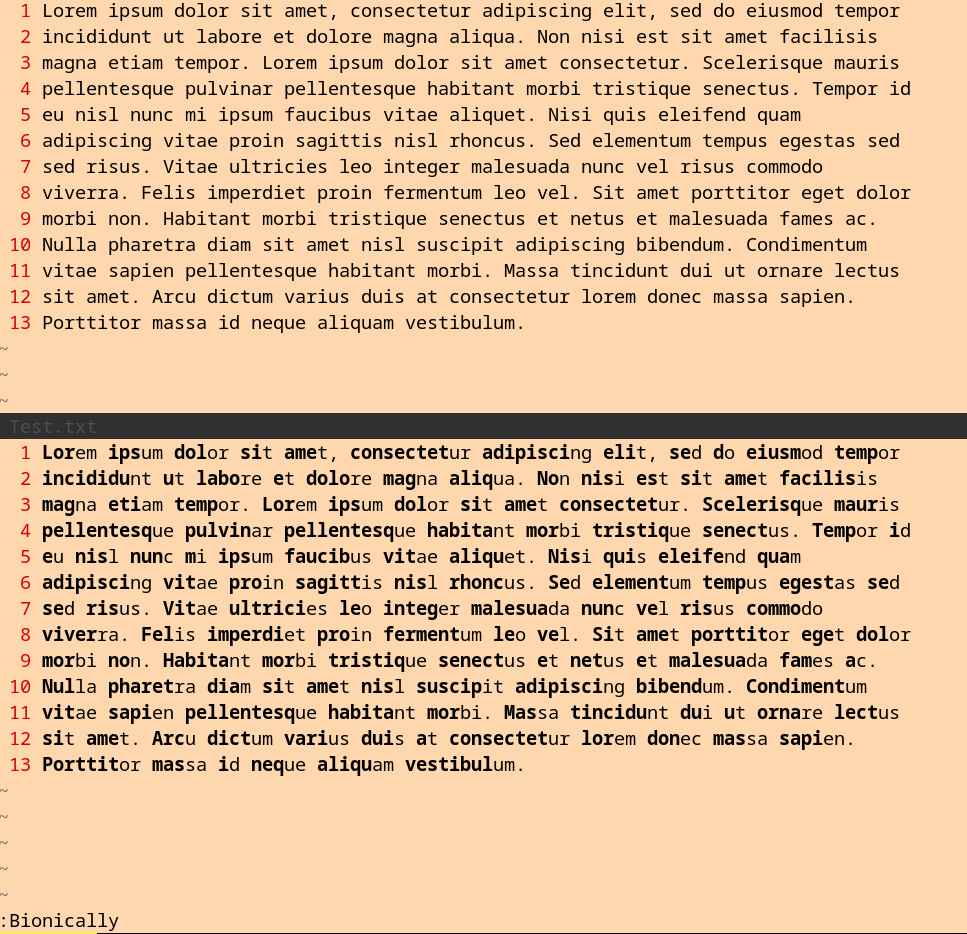 1 Lorem ipsum dolor sit amet, consectetur adipiscing elit, sed do eiusmod tempor
2 incididunt ut labore et dolore magna aliqua. Non nisi est sit amet facilisis
3 magna etiam tempor. Lorem ipsum dolor sit amet consectetur. Scelerisque mauris
4 pellentesque pulvinar pellentesque habitant morbi tristique senectus. Tempor id
5 eu nisl nunc mi ipsum faucibus vitae aliquet. Nisi quis eleifend quam
6 adipiscing vitae proin sagittis nisl rhoncus. Sed elementum tempus egestas sed
7 sed risus. Vitae ultricies leo integer malesuada nunc vel risus commodo
8 viverra. Felis imperdiet proin fermentum leo vel. Sit amet porttitor eget dolor
9 morbi non. Habitant morbi tristique senectus et netus et malesuada fames ac.
10 Nulla pharetra diam sit amet nisl suscipit adipiscing bibendum. Condimentum
11 vitae sapien pellentesque habitant morbi. Massa tincidunt dui ut ornare lectus
12 sit amet. Arcu dictum varius duis at consectetur lorem donec massa sapien.
13 Porttitor massa id neque aliquam vestibulum.
~
~
~
Test.txt
1 Lorem ipsum dolor sit amet, consectetur adipiscing elit, sed do eiusmod tempor
2 incididunt ut labore et dolore magna aliqua. Non nisi est sit amet facilisis
3 magna etiam tempor. Lorem ipsum dolor sit amet consectetur. Scelerisque mauris
4 pellentesque pulvinar pellentesque habitant morbi tristique senectus. Tempor id
5 eu nisl nunc mi ipsum faucibus vitae aliquet. Nisi quis eleifend quam
6 adipiscing vitae proin sagittis nisl rhoncus. Sed elementum tempus egestas sed
7 sed risus. Vitae ultricies leo integer malesuada nunc vel risus commodo
8 viverra. Felis imperdiet proin fermentum leo vel. Sit amet porttitor eget dolor
9 morbi non. Habitant morbi tristique senectus et netus et malesuada fames ac.
10 Nulla pharetra diam sit amet nisl suscipit adipiscing bibendum. Condimentum
11 vitae sapien pellentesque habitant morbi. Massa tincidunt dui ut ornare lectus
12 sit amet. Arcu dictum varius duis at consectetur lorem donec massa sapien.
13 Porttitor massa id neque aliquam vestibulum.
~
~
~
~
~
:Bionically